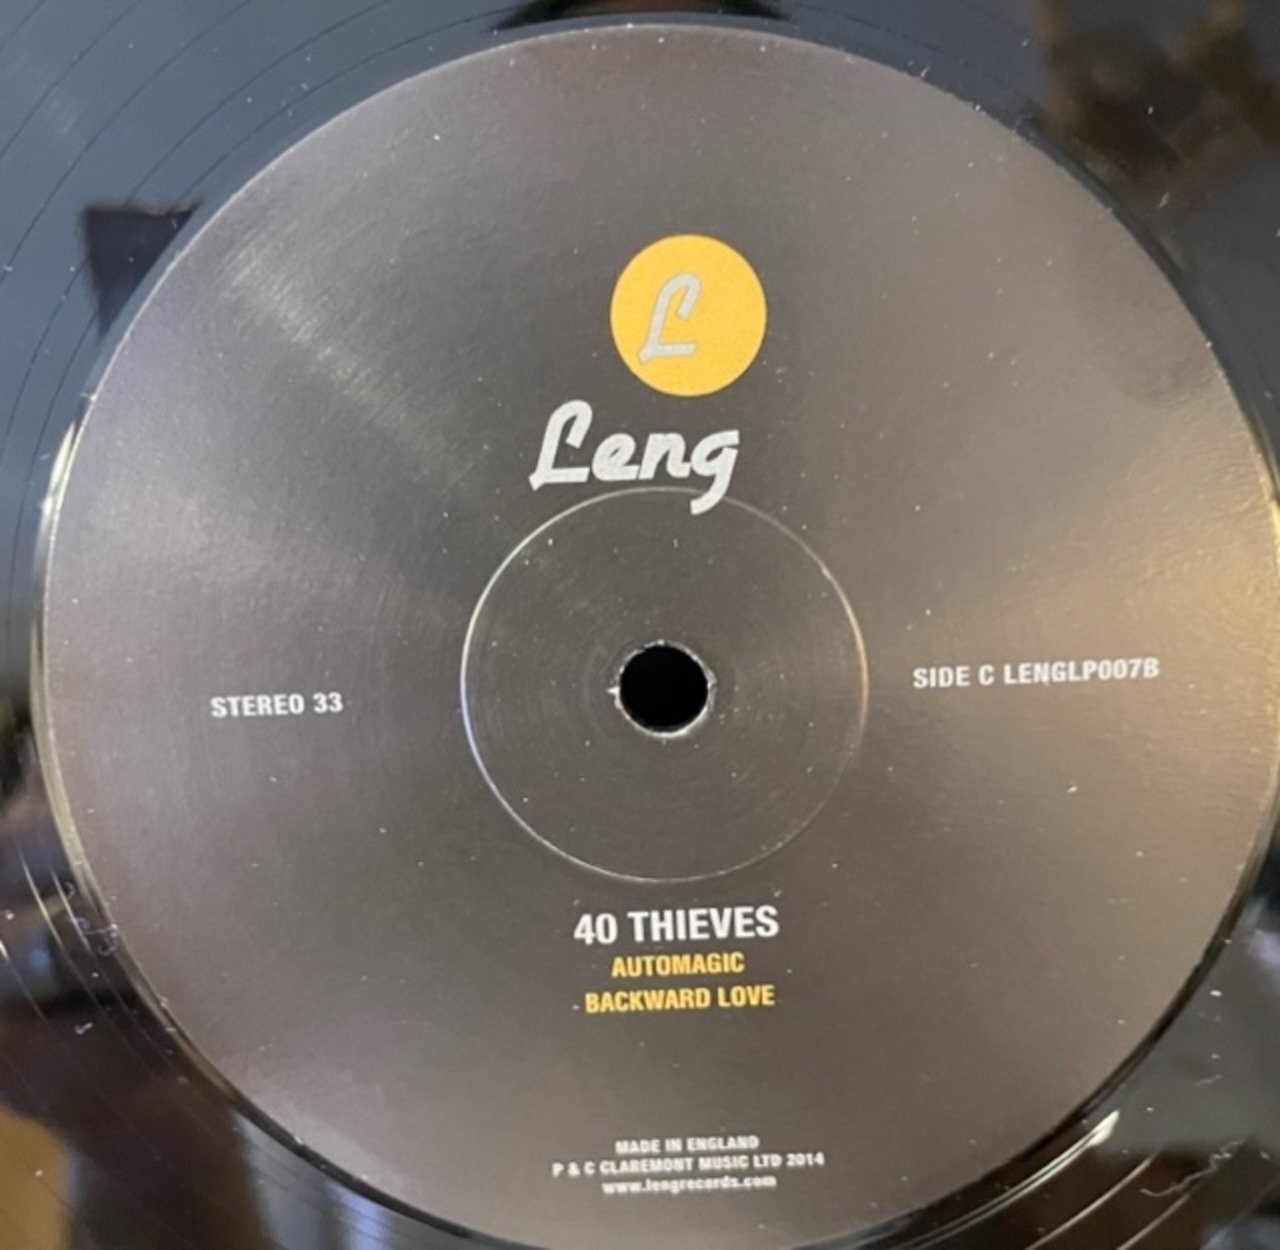 L
Leng
STEREO 33
SIDE C LENGLP007B
40 THIEVES
AUTOMAGIC
BACKWARD LOVE
MADE IN ENGLAND
P & C CLAREMONT MUSIC LTD 2014
www.lengrecords.com